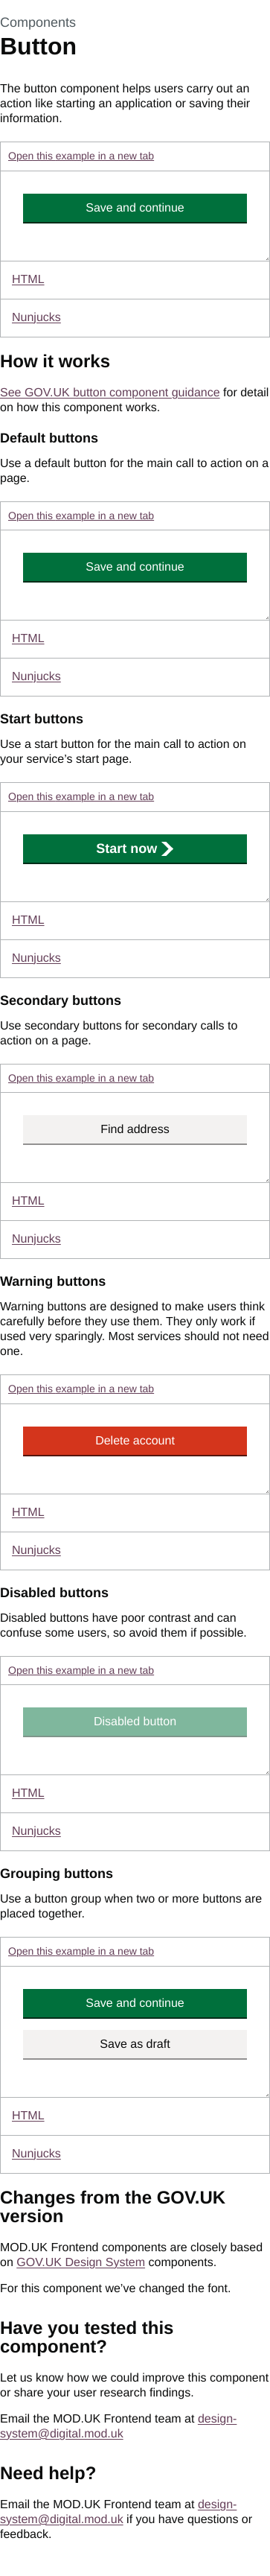 Components
Button
The button component helps users carry out an
action like starting an application or saving their
information.
Open this example in a new tab
Save and continue
HTML
Nunjucks
How it works
See GOV.UK button component guidance for detail
on how this component works.
Default buttons
Use a default button for the main call to action on a
page.
Open this example in a new tab
Save and continue
HTML
Nunjucks
Start buttons
Use a start button for the main call to action on
your service’s start page.
Open this example in a new tab
Start now
HTML
Nunjucks
Secondary buttons
Use secondary buttons for secondary calls to
action on a page.
Open this example in a new tab
Find address
HTML
Nunjucks
Warning buttons
Warning buttons are designed to make users think
carefully before they use them. They only work if
used very sparingly. Most services should not need
one.
Open this example in a new tab
Delete account
HTML
Nunjucks
Disabled buttons
Disabled buttons have poor contrast and can
confuse some users, so avoid them if possible.
Open this example in a new tab
Disabled button
HTML
Nunjucks
Grouping buttons
Use a button group when two or more buttons are
placed together.
Open this example in a new tab
Save and continue
Save as draft
HTML
Nunjucks
Changes from the GOV.UK
version
MOD.UK Frontend components are closely based
on GOV.UK Design System components.
For this component we’ve changed the font.
Have you tested this
component?
Let us know how we could improve this component
or share your user research findings.
Email the MOD.UK Frontend team at design-
system@digital.mod.uk
Need help?
Email the MOD.UK Frontend team at design-
system@digital.mod.uk if you have questions or
feedback.